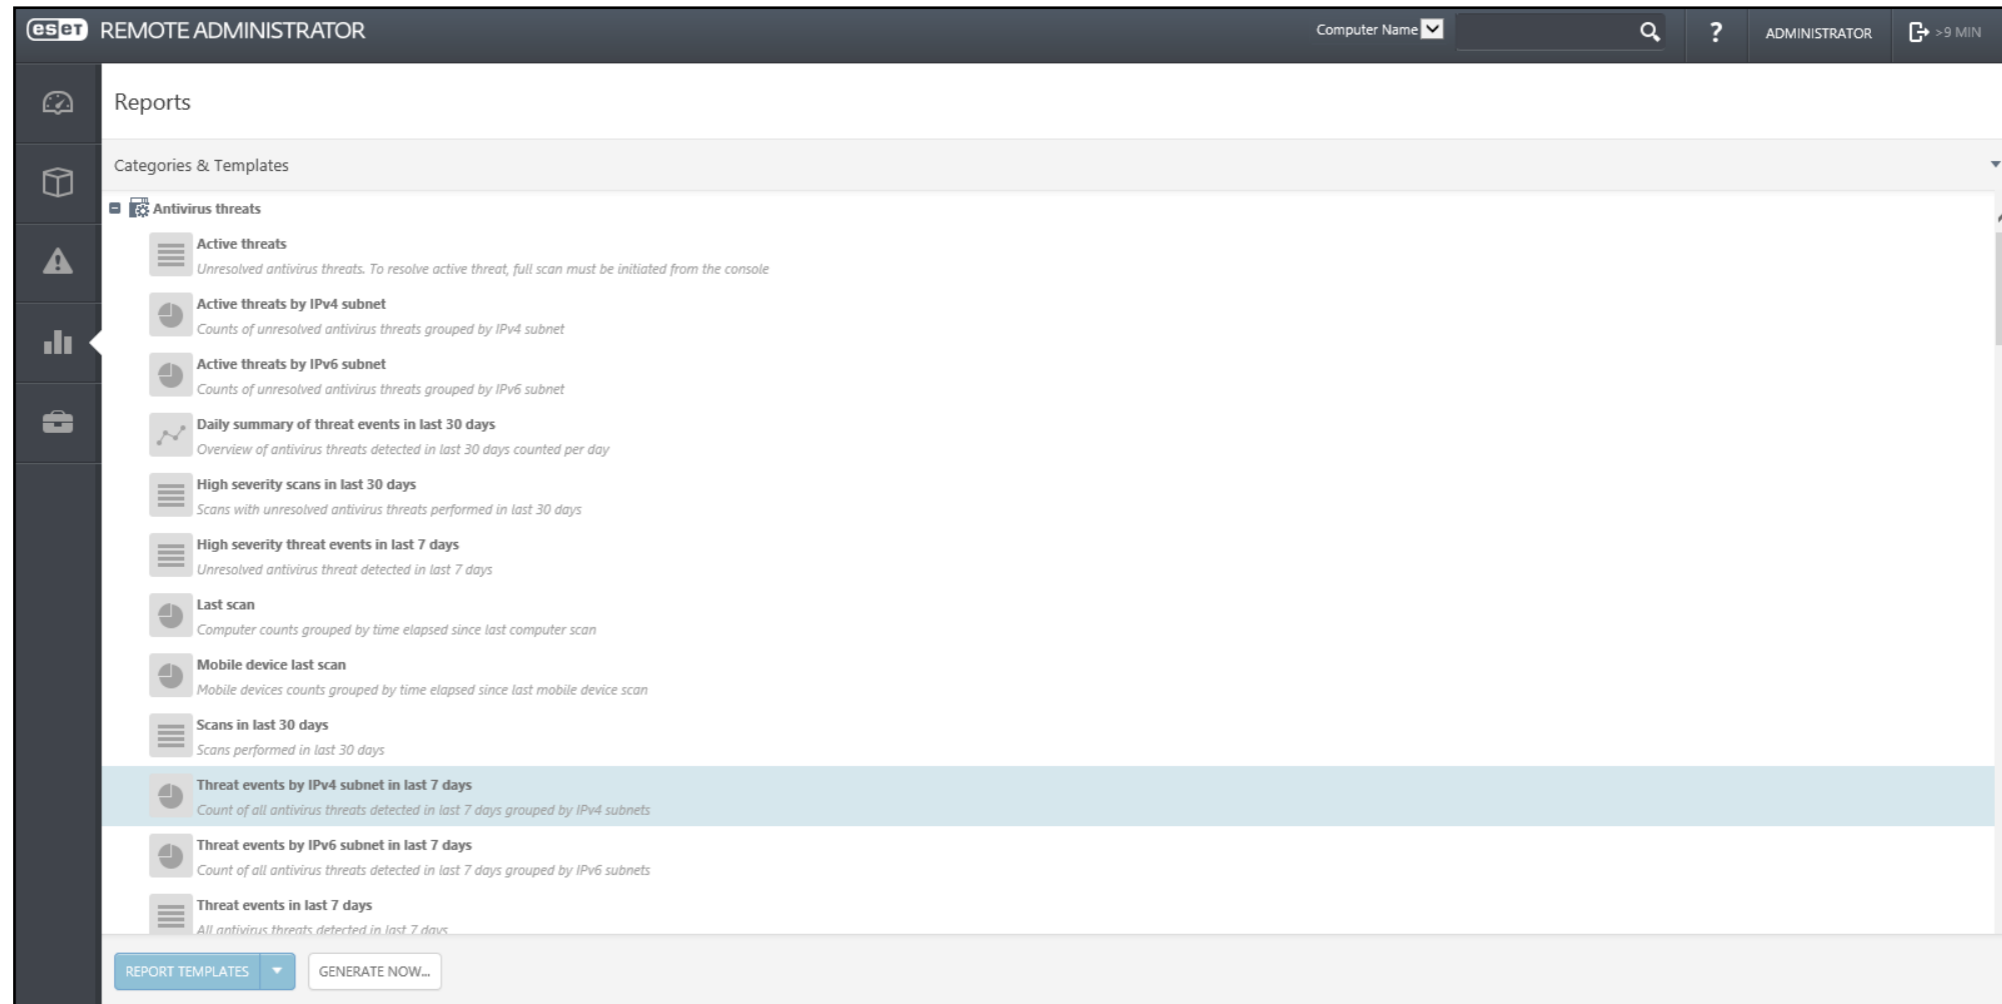 eset REMOTE ADMINISTRATOR Computer Name ? ADMINISTRATOR >9 MIN
Reports
Categories & Templates
Antivirus threats
Active threats
Unresolved antivirus threats. To resolve active threat, full scan must be initiated from the console
Active threats by IPv4 subnet
Counts of unresolved antivirus threats grouped by IPv4 subnet
Active threats by IPv6 subnet
Counts of unresolved antivirus threats grouped by IPv6 subnet
Daily summary of threat events in last 30 days
Overview of antivirus threats detected in last 30 days counted per day
High severity scans in last 30 days
Scans with unresolved antivirus threats performed in last 30 days
High severity threat events in last 7 days
Unresolved antivirus threat detected in last 7 days
Last scan
Computer counts grouped by time elapsed since last computer scan
Mobile device last scan
Mobile devices counts grouped by time elapsed since last mobile device scan
Scans in last 30 days
Scans performed in last 30 days
Threat events by IPv4 subnet in last 7 days
Count of all antivirus threats detected in last 7 days grouped by IPv4 subnets
Threat events by IPv6 subnet in last 7 days
Count of all antivirus threats detected in last 7 days grouped by IPv6 subnets
Threat events in last 7 days
All antivirus threats detected in last 7 days
REPORT TEMPLATES GENERATE NOW...